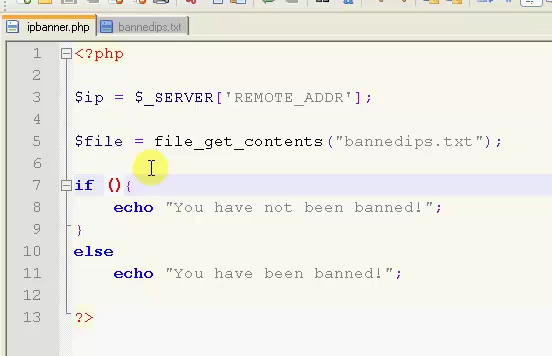 ipbanner.php bannedips.txt
1 <?php
2
3 $ip = $_SERVER['REMOTE_ADDR'];
4
5 $file = file_get_contents("bannedips.txt");
6
7 if (){
8 echo "You have not been banned!";
9 }
10 else
11 echo "You have been banned!";
12
13 ?>